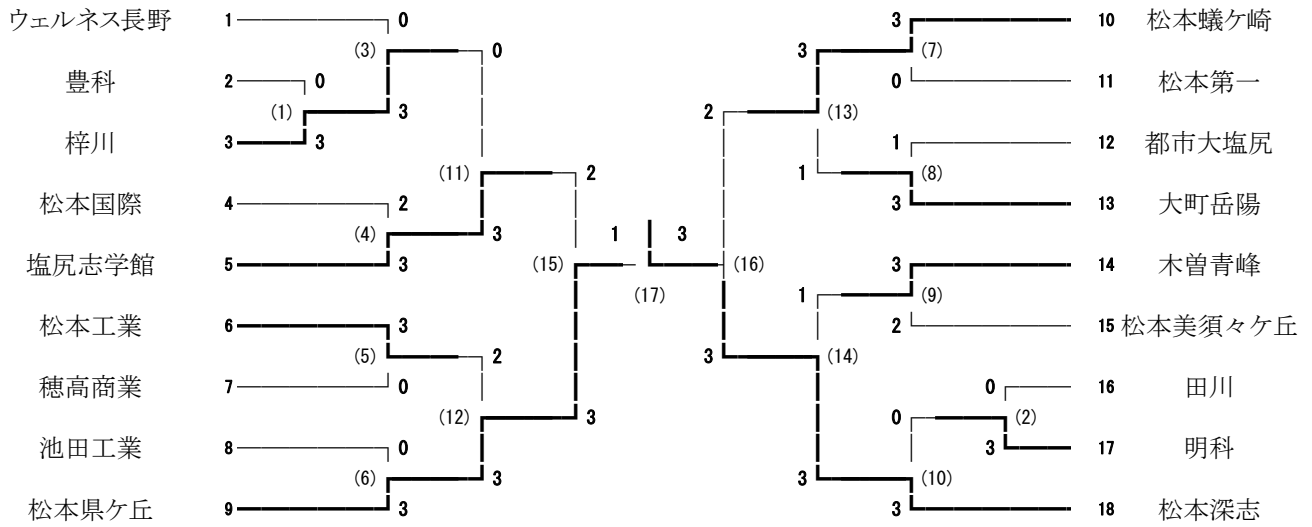 ウェルネス長野 1 0 3 10 松本蟻ケ崎
(3) 0 3 (7)
豊科 2 0 0 11 松本第一
(1) 3 2 (13)
梓川 3 3 1 12 都市大塩尻
(11) 2 1 (8)
松本国際 4 2 3 13 大町岳陽
(4) 3 1 3
塩尻志学館 5 3 (15) (16) 3 14 木曽青峰
(17) 1 (9)
松本工業 6 3 2 15 松本美須々ケ丘
(5) 2 3 (14)
穂高商業 7 0 0 16 田川
(12) 3 0 (2)
池田工業 8 0 3 17 明科
(6) 3 3 (10)
松本県ケ丘 9 3 3 18 松本深志